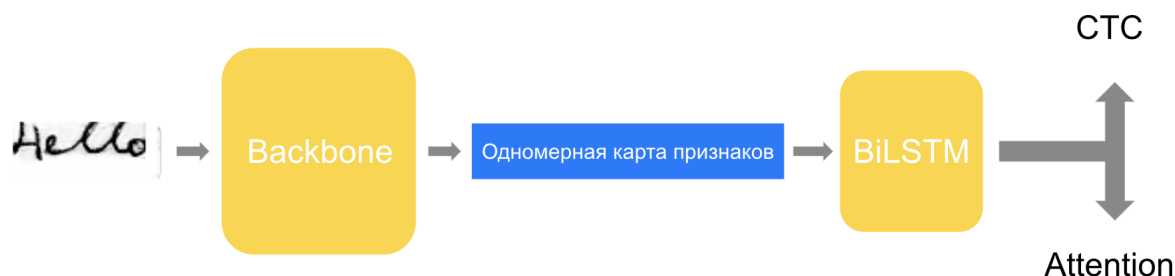 CTC
Hello
Backbone
Одномерная карта признаков
BiLSTM
Attention